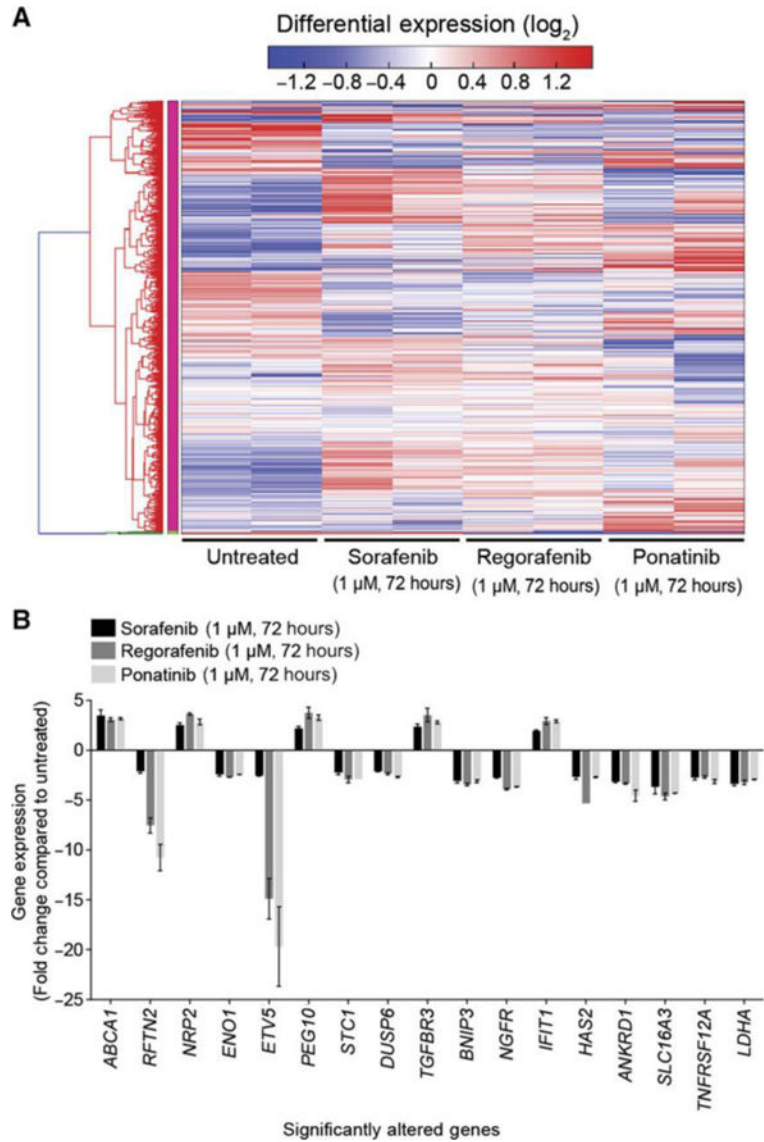 A
Differential expression (log2)
−1.2 −0.8 −0.4 0 0.4 0.8 1.2
Untreated Sorafenib Regorafenib Ponatinib
(1 μM, 72 hours) (1 μM, 72 hours) (1 μM, 72 hours)
B
Sorafenib (1 μM, 72 hours)
Regorafenib (1 μM, 72 hours)
Ponatinib (1 μM, 72 hours)
Gene expression
(Fold change compared to untreated)
5
0
−5
−10
−15
−20
−25
ABCA1
RFTN2
NRP2
ENO1
ETV5
PEG10
STC1
DUSP6
TGFBR3
BNIP3
NGFR
IFIT1
HAS2
ANKRD1
SLC16A3
TNFRSF12A
LDHA
Significantly altered genes